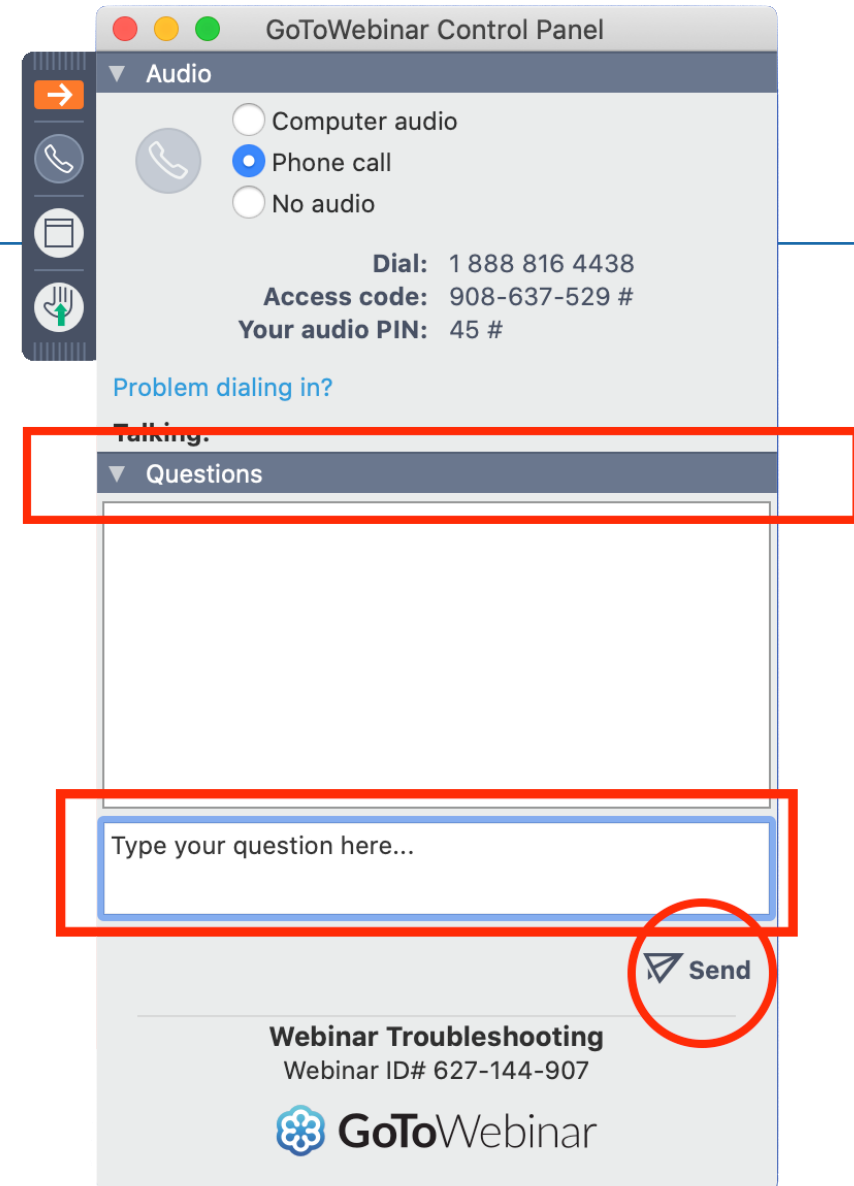 GoToWebinar Control Panel
Audio
Computer audio
Phone call
No audio
Dial: 1 888 816 4438
Access code: 908-637-529 #
Your audio PIN: 45 #
Problem dialing in?
Talking:
Questions
Type your question here...
Send
Webinar Troubleshooting
Webinar ID# 627-144-907
GoToWebinar